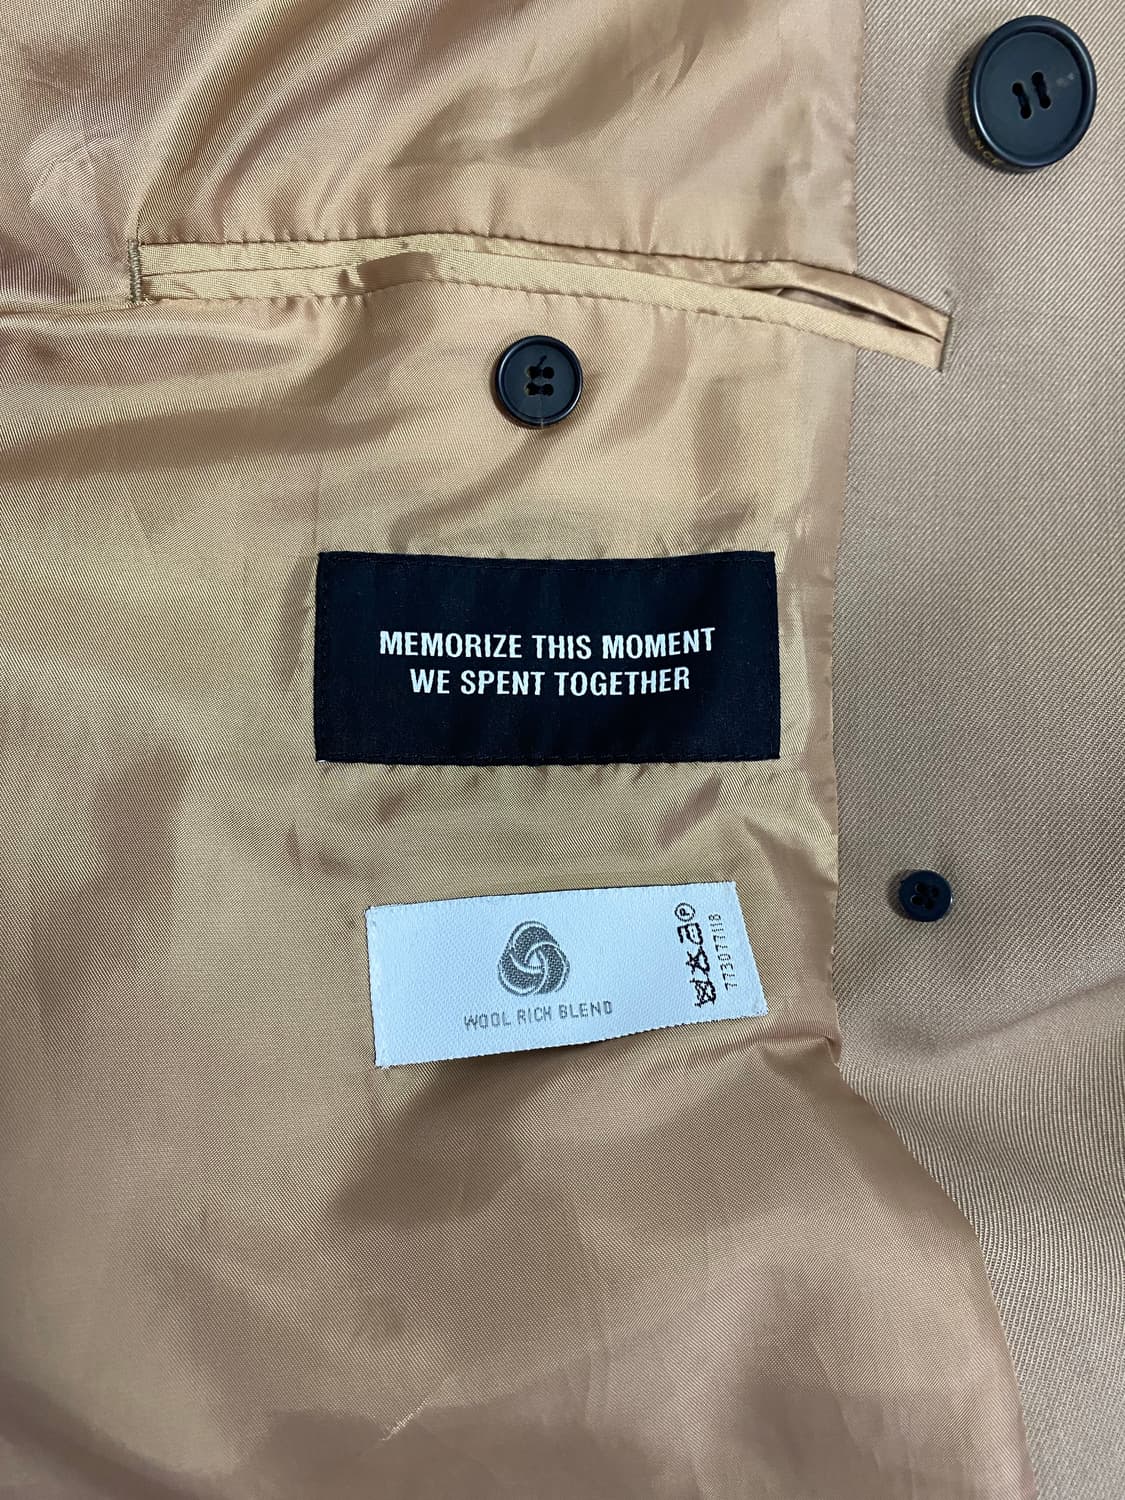 MEMORIZE THIS MOMENT
WE SPENT TOGETHER
WOOL RICH BLEND
P
773077118